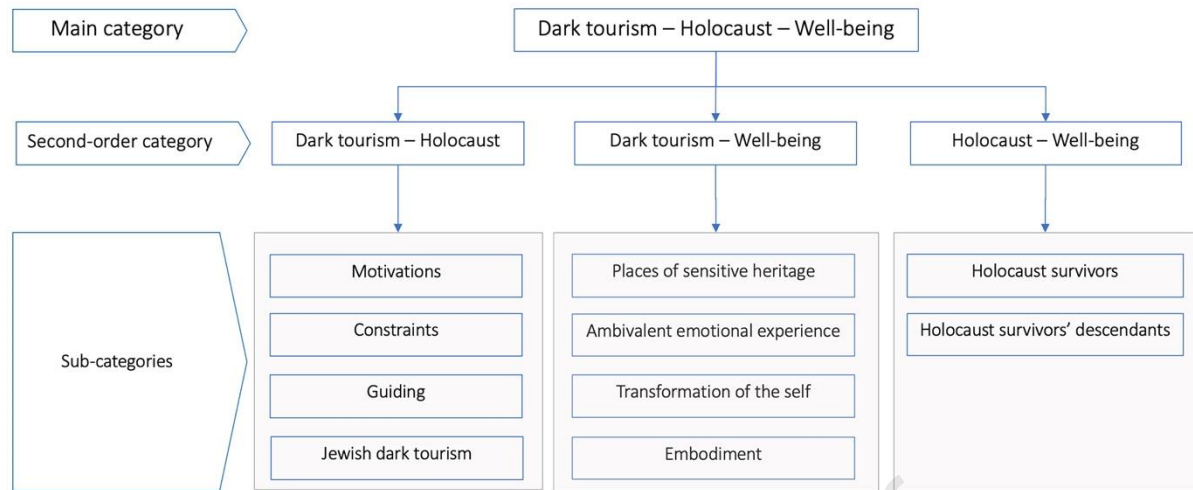 Main category
Dark tourism – Holocaust – Well-being
Second-order category
Dark tourism – Holocaust
Dark tourism – Well-being
Holocaust – Well-being
Sub-categories
Motivations
Constraints
Guiding
Jewish dark tourism
Places of sensitive heritage
Ambivalent emotional experience
Transformation of the self
Embodiment
Holocaust survivors
Holocaust survivors’ descendants